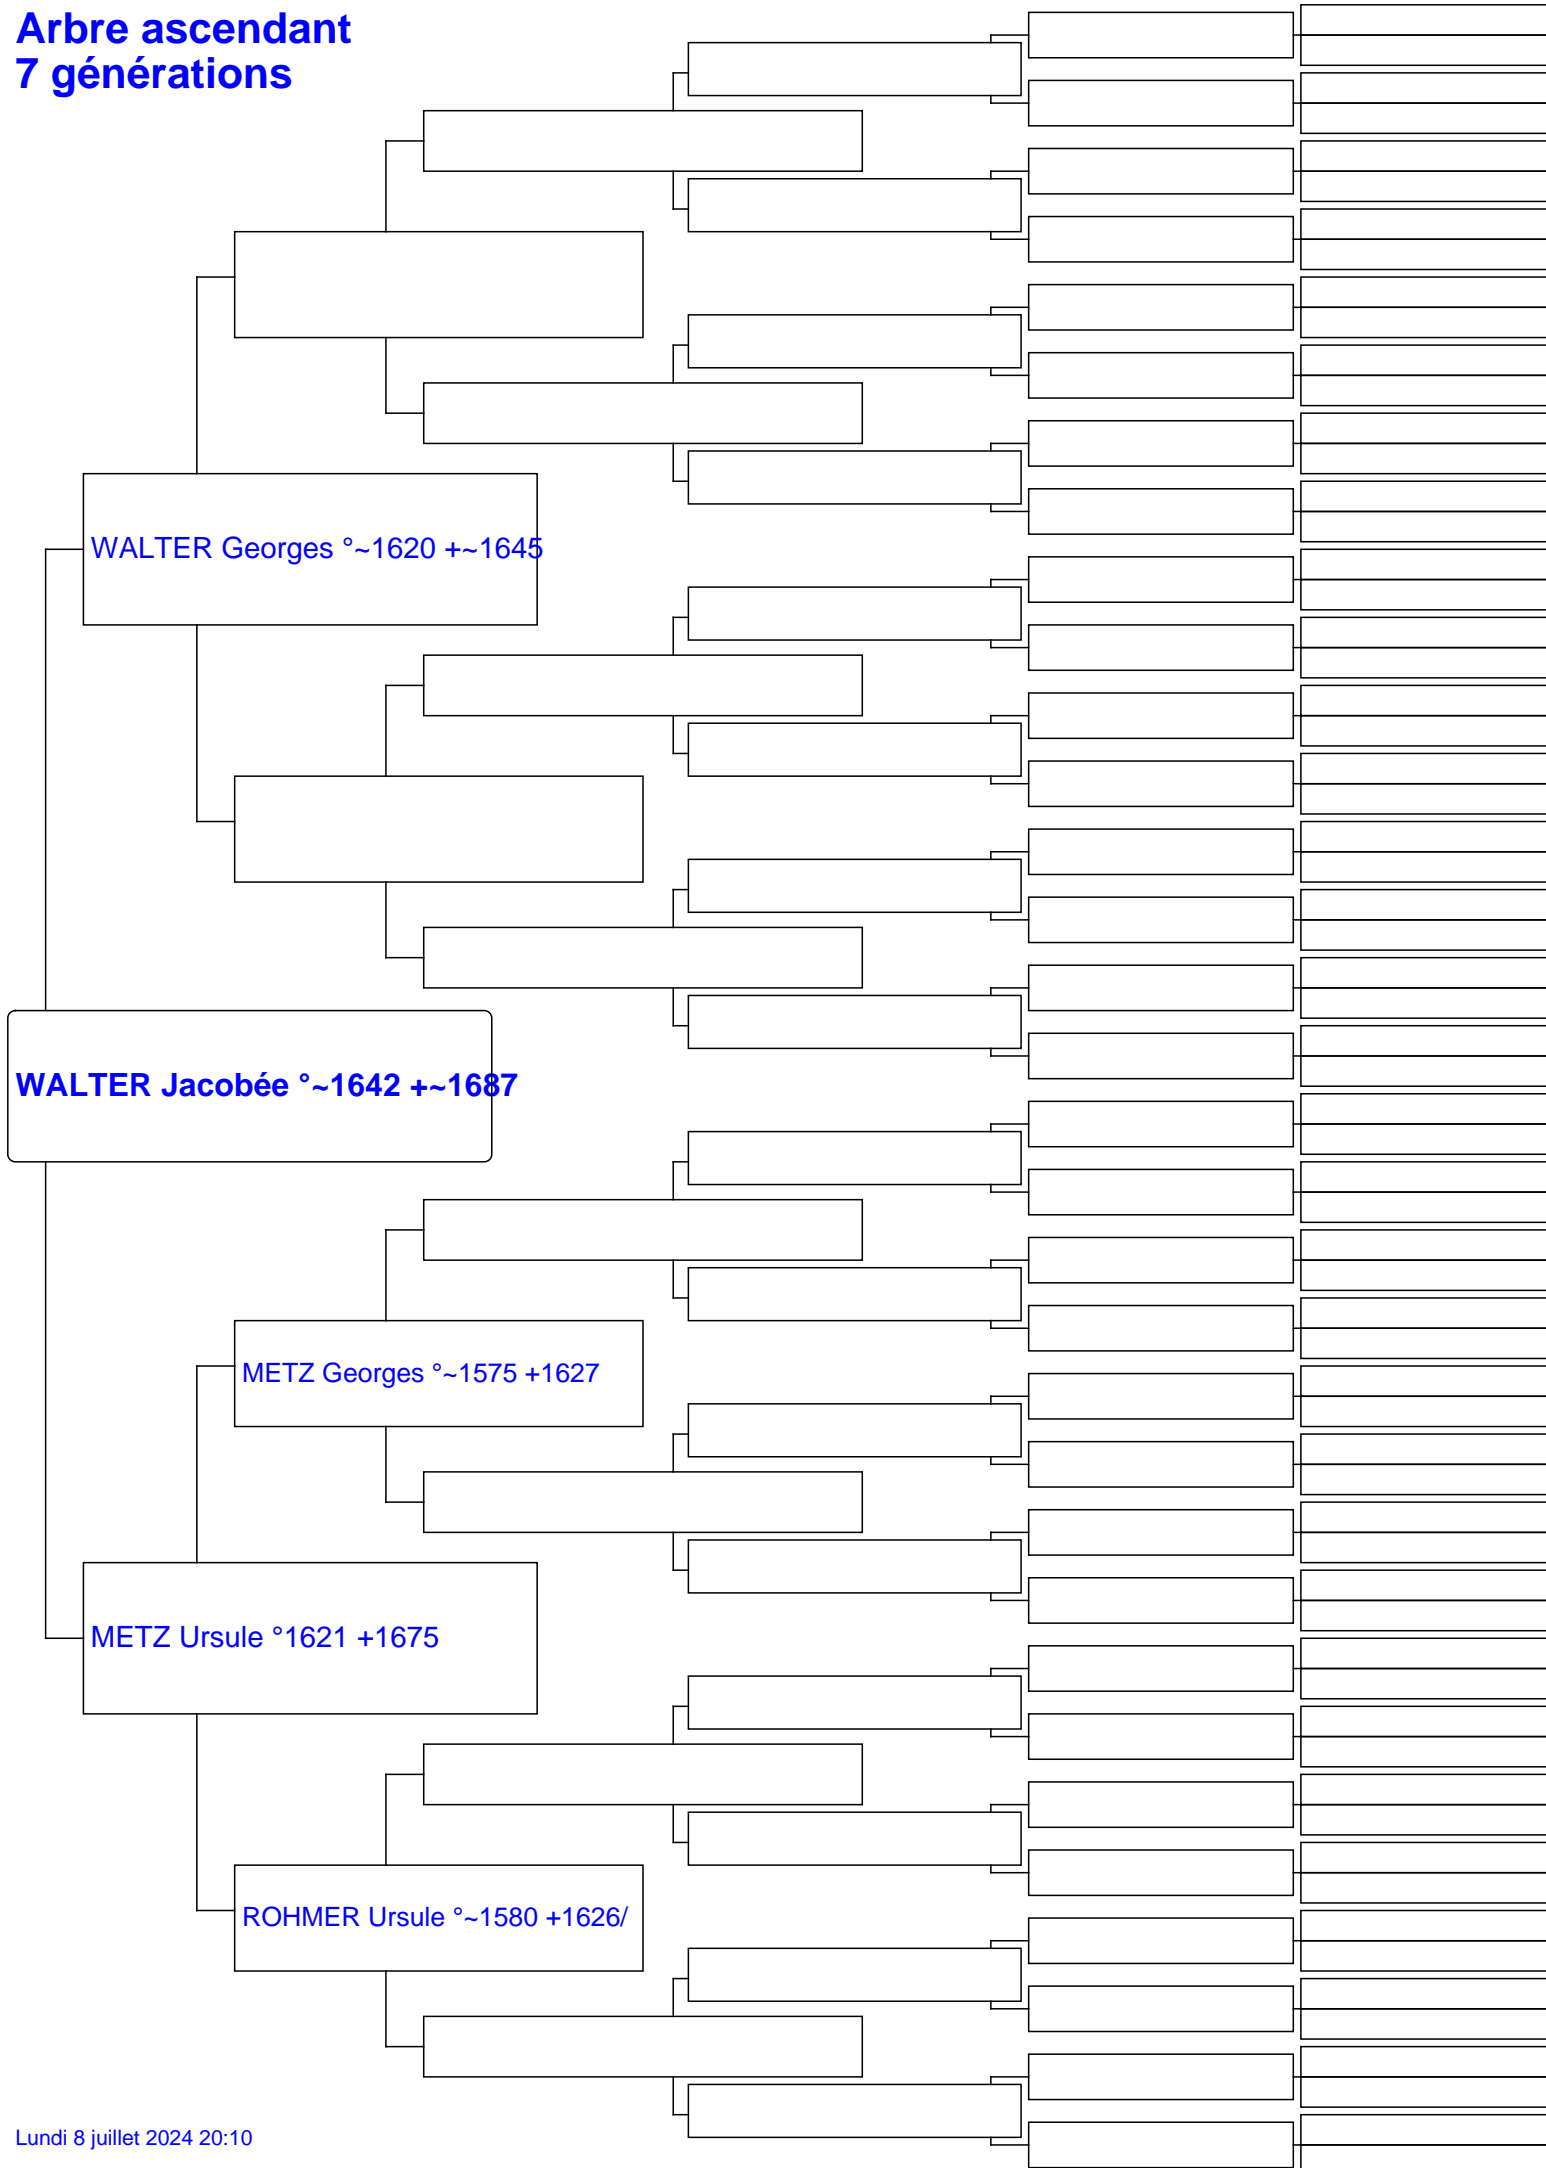 Arbre ascendant
7 générations
WALTER Georges °~1620 +~1645
WALTER Jacobée °~1642 +~1687
METZ Georges °~1575 +1627
METZ Ursule °1621 +1675
ROHMER Ursule °~1580 +1626/
Lundi 8 juillet 2024 20:10